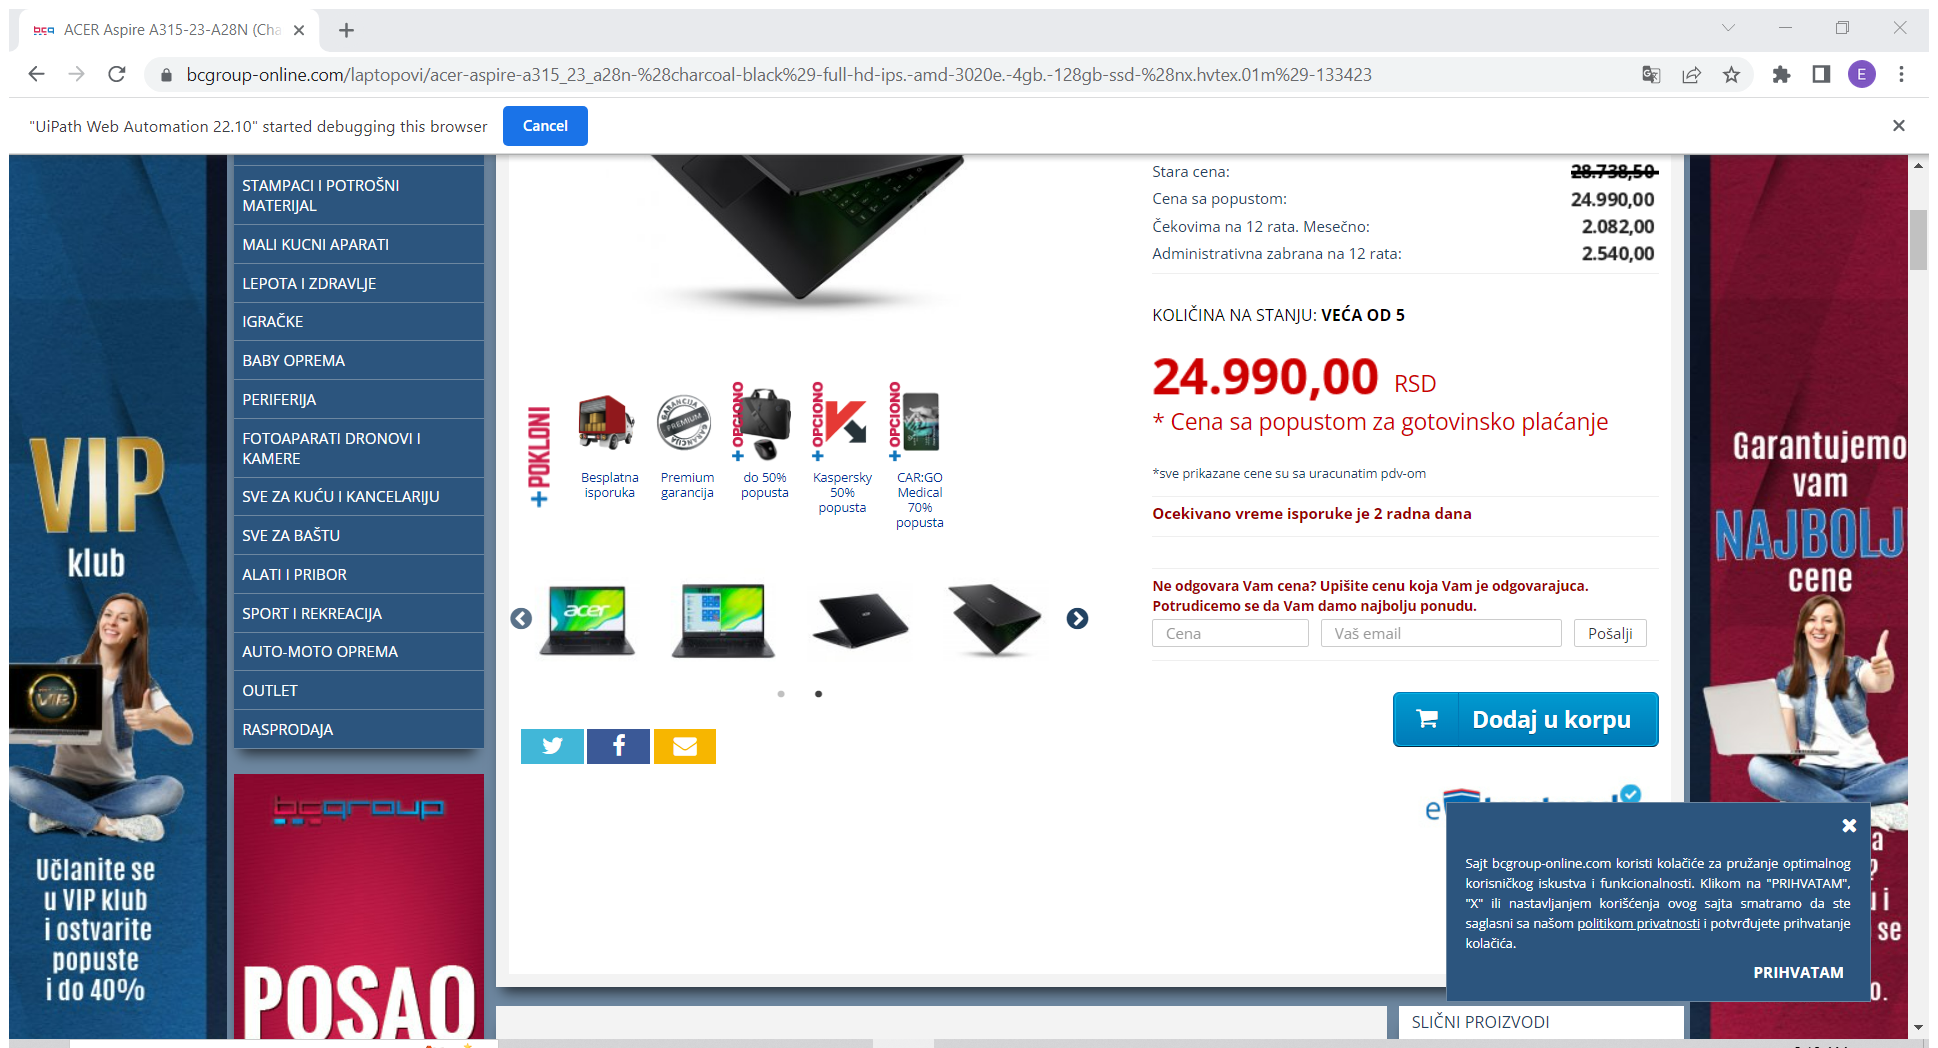 bcg ACER Aspire A315-23-A28N (Cha
bcgroup-online.com/laptopovi/acer-aspire-a315_23_a28n-%28charcoal-black%29-full-hd-ips.-amd-3020e.-4gb.-128gb-ssd-%28nx.hvtex.01m%29-133423
E
"UiPath Web Automation 22.10" started debugging this browser
Cancel
VIP
klub
VIP
Učlanite se
u VIP klub
i ostvarite
popuste
i do 40%
STAMPACI I POTROŠNI
MATERIJAL
MALI KUCNI APARATI
LEPOTA I ZDRAVLJE
IGRAČKE
BABY OPREMA
PERIFERIJA
FOTOAPARATI DRONOVI I
KAMERE
SVE ZA KUĆU I KANCELARIJU
SVE ZA BAŠTU
ALATI I PRIBOR
SPORT I REKREACIJA
AUTO-MOTO OPREMA
OUTLET
RASPRODAJA
bcgroup
POSAO
+ POKLONI
GARANCIJA
PREMIUM
GARANCIJA
+ OPCIONO
+ OPCIONO
+ OPCIONO
Besplatna
isporuka
Premium
garancija
do 50%
popusta
Kaspersky
50%
popusta
CAR:GO
Medical
70%
popusta
acer
Stara cena: 28.738,50
Cena sa popustom: 24.990,00
Čekovima na 12 rata. Mesečno: 2.082,00
Administrativna zabrana na 12 rata: 2.540,00
KOLIČINA NA STANJU: VEĆA OD 5
24.990,00 RSD
* Cena sa popustom za gotovinsko plaćanje
*sve prikazane cene su sa uracunatim pdv-om
Ocekivano vreme isporuke je 2 radna dana
Ne odgovara Vam cena? Upišite cenu koja Vam je odgovarajuca.
Potrudicemo se da Vam damo najbolju ponudu.
Cena Vaš email Pošalji
Dodaj u korpu
Sajt bcgroup-online.com koristi kolačiće za pružanje optimalnog
korisničkog iskustva i funkcionalnosti. Klikom na "PRIHVATAM",
"X" ili nastavljanjem korišćenja ovog sajta smatramo da ste
saglasni sa našom politikom privatnosti i potvrđujete prihvatanje
kolačića.
PRIHVATAM
SLIČNI PROIZVODI
Garantujemo
vam
NAJBOLJ
cene